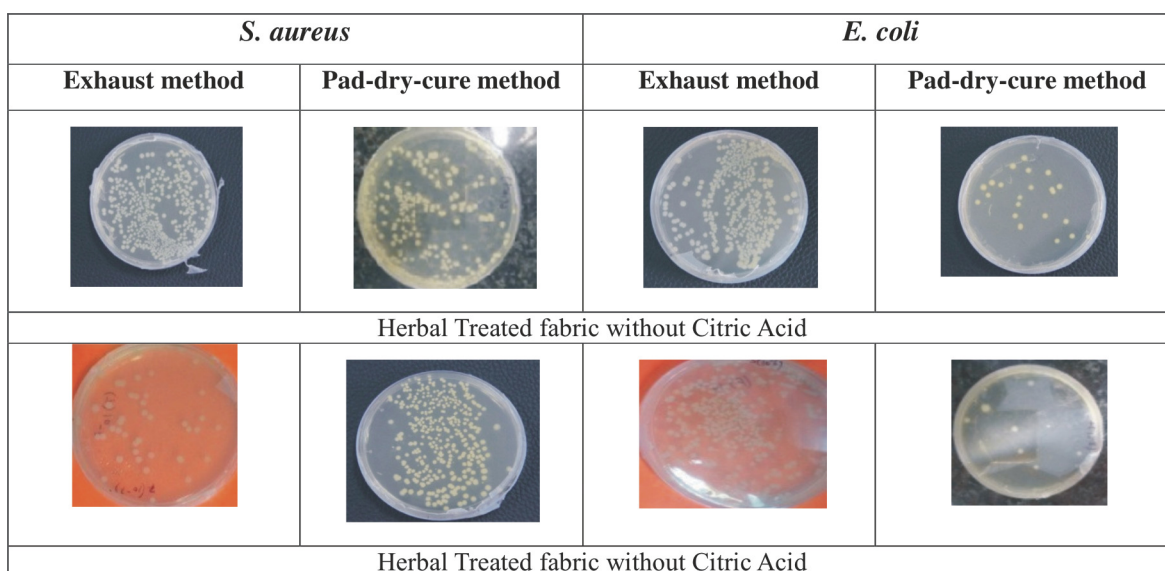 S. aureus
E. coli
Exhaust method
Pad-dry-cure method
Exhaust method
Pad-dry-cure method
Herbal Treated fabric without Citric Acid
Herbal Treated fabric without Citric Acid